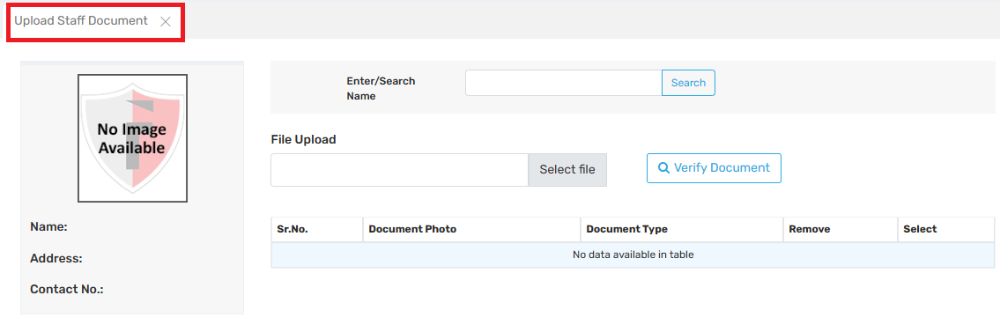 Upload Staff Document
No Image
Available
Name:
Address:
Contact No.:
Enter/Search
Name
Search
File Upload
Select file
Verify Document
Sr.No. Document Photo Document Type Remove Select
No data available in table